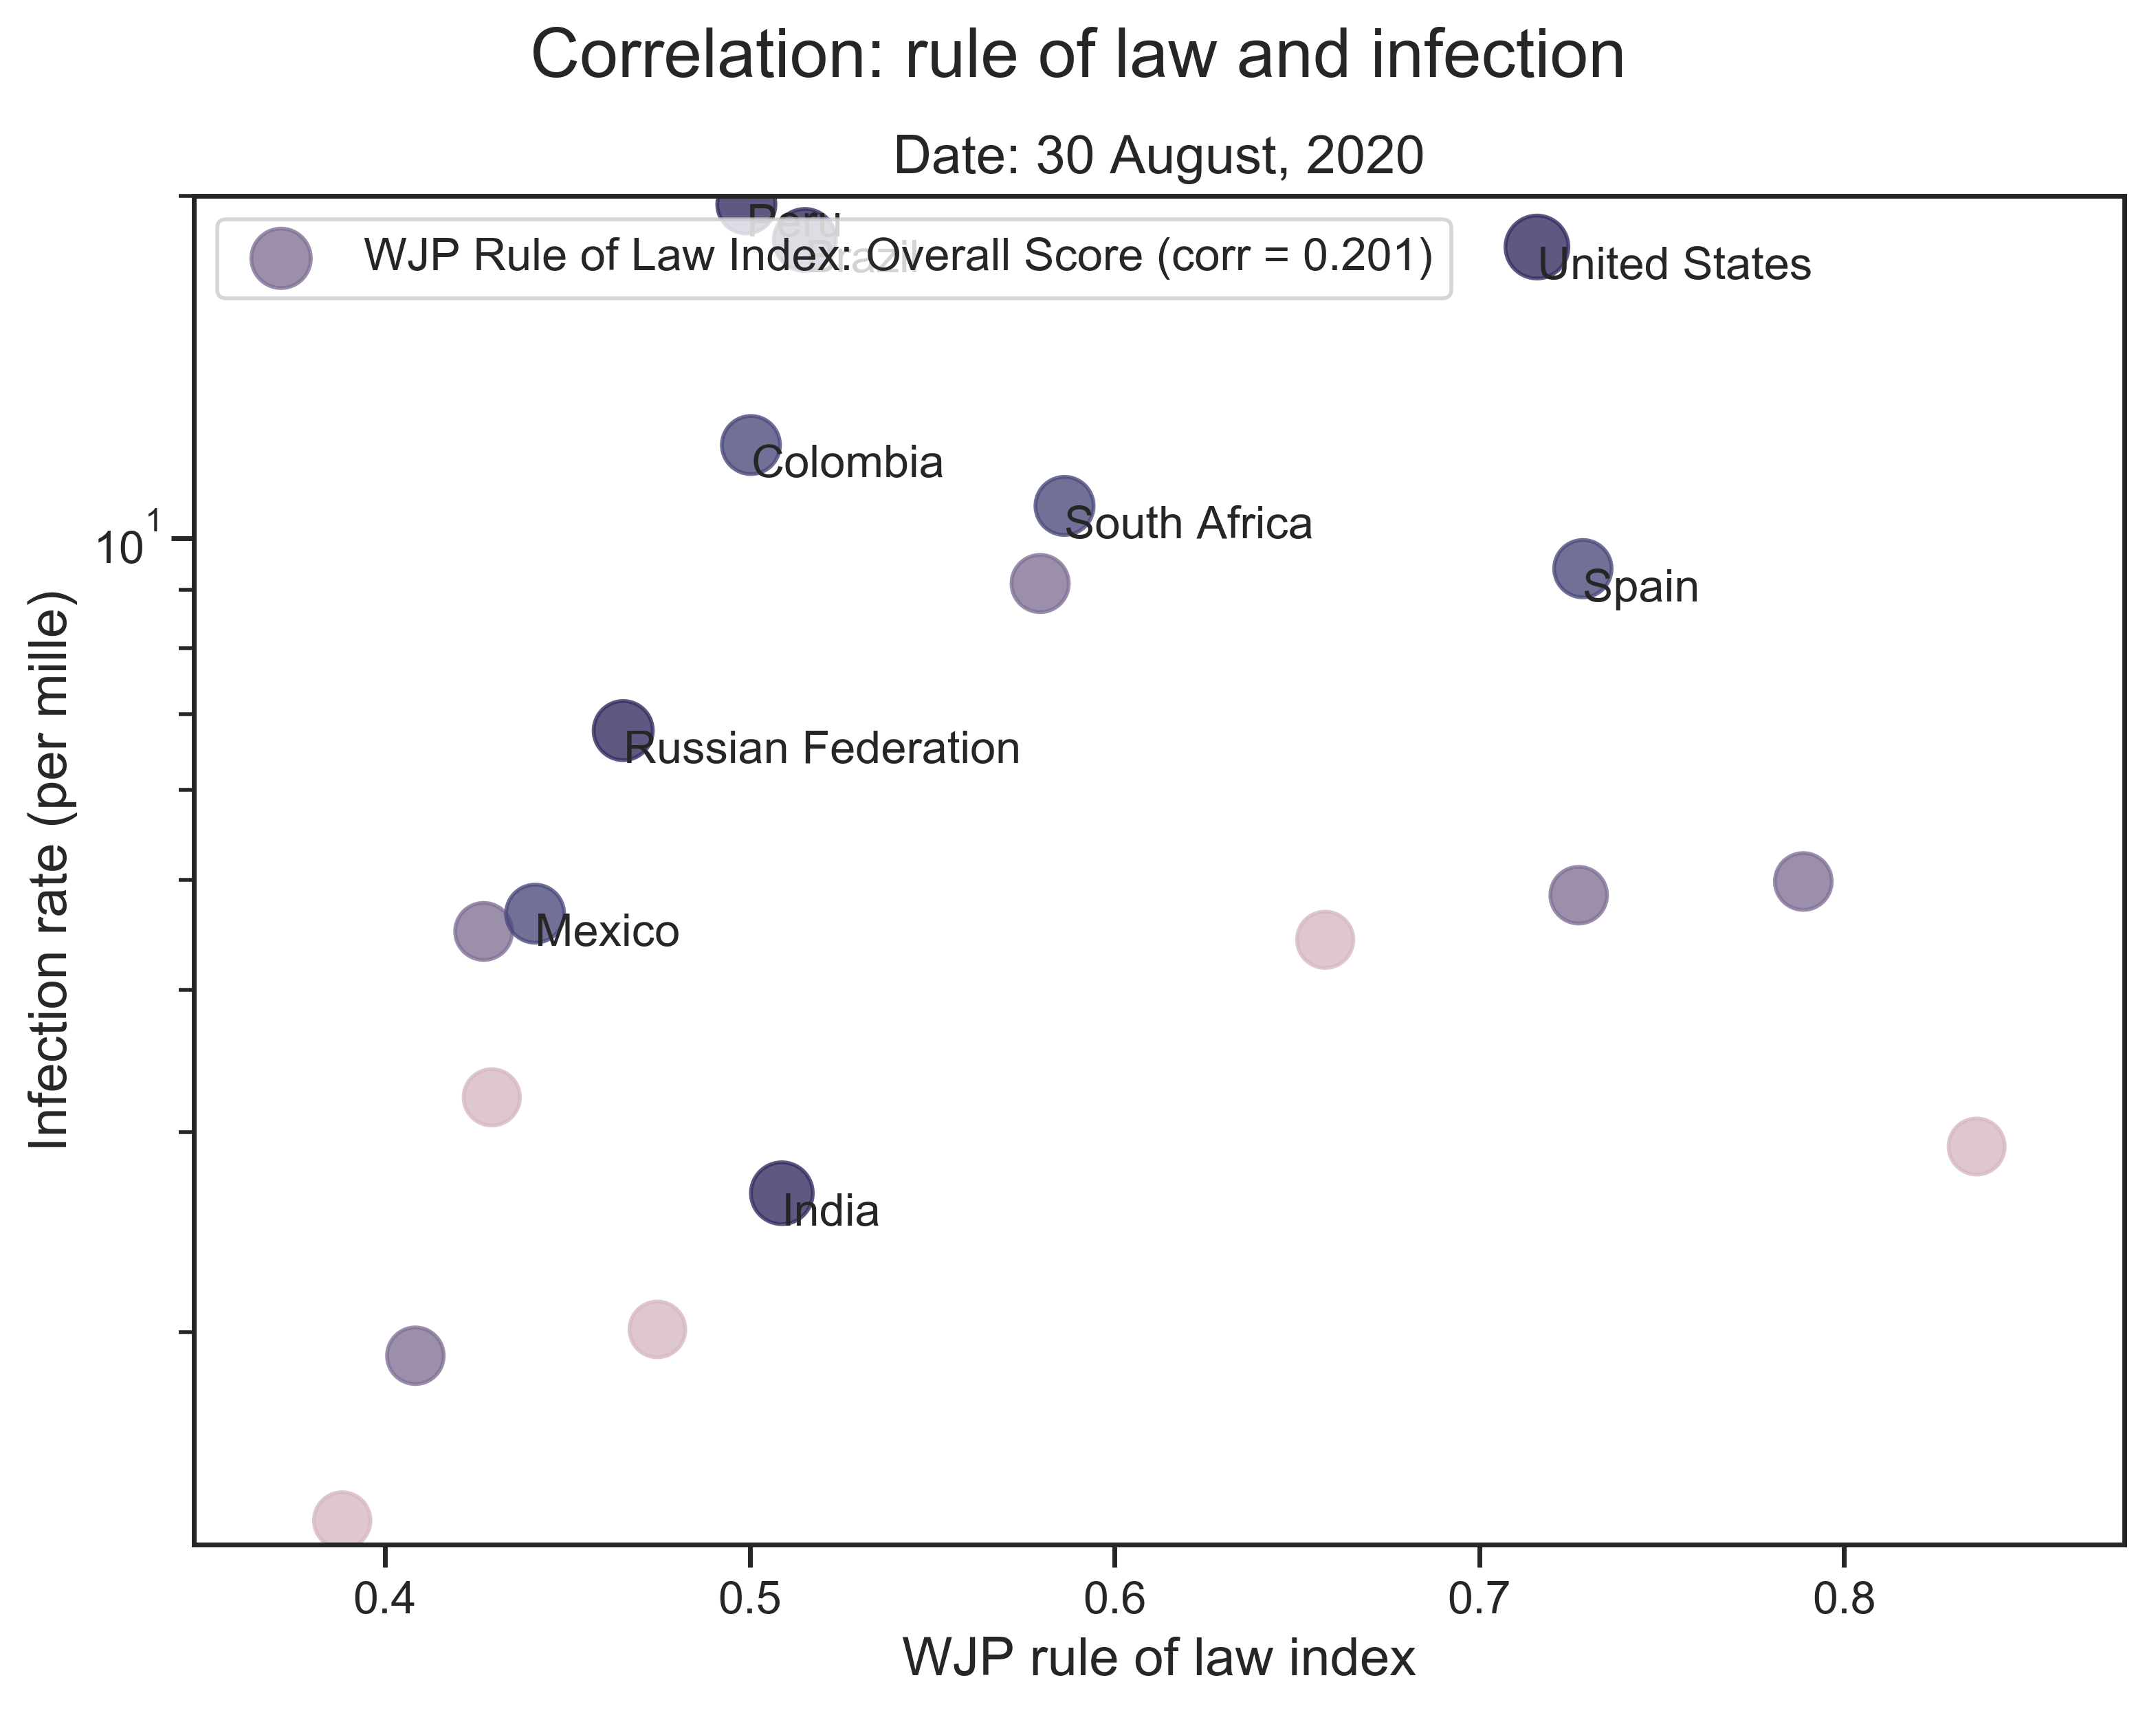 Correlation: rule of law and infection
Date: 30 August, 2020
Peru
Brazil
WJP Rule of Law Index: Overall Score (corr = 0.201)
United States
Colombia
South Africa
Spain
Russian Federation
Mexico
India
10¹
Infection rate (per mille)
0.4 0.5 0.6 0.7 0.8
WJP rule of law index